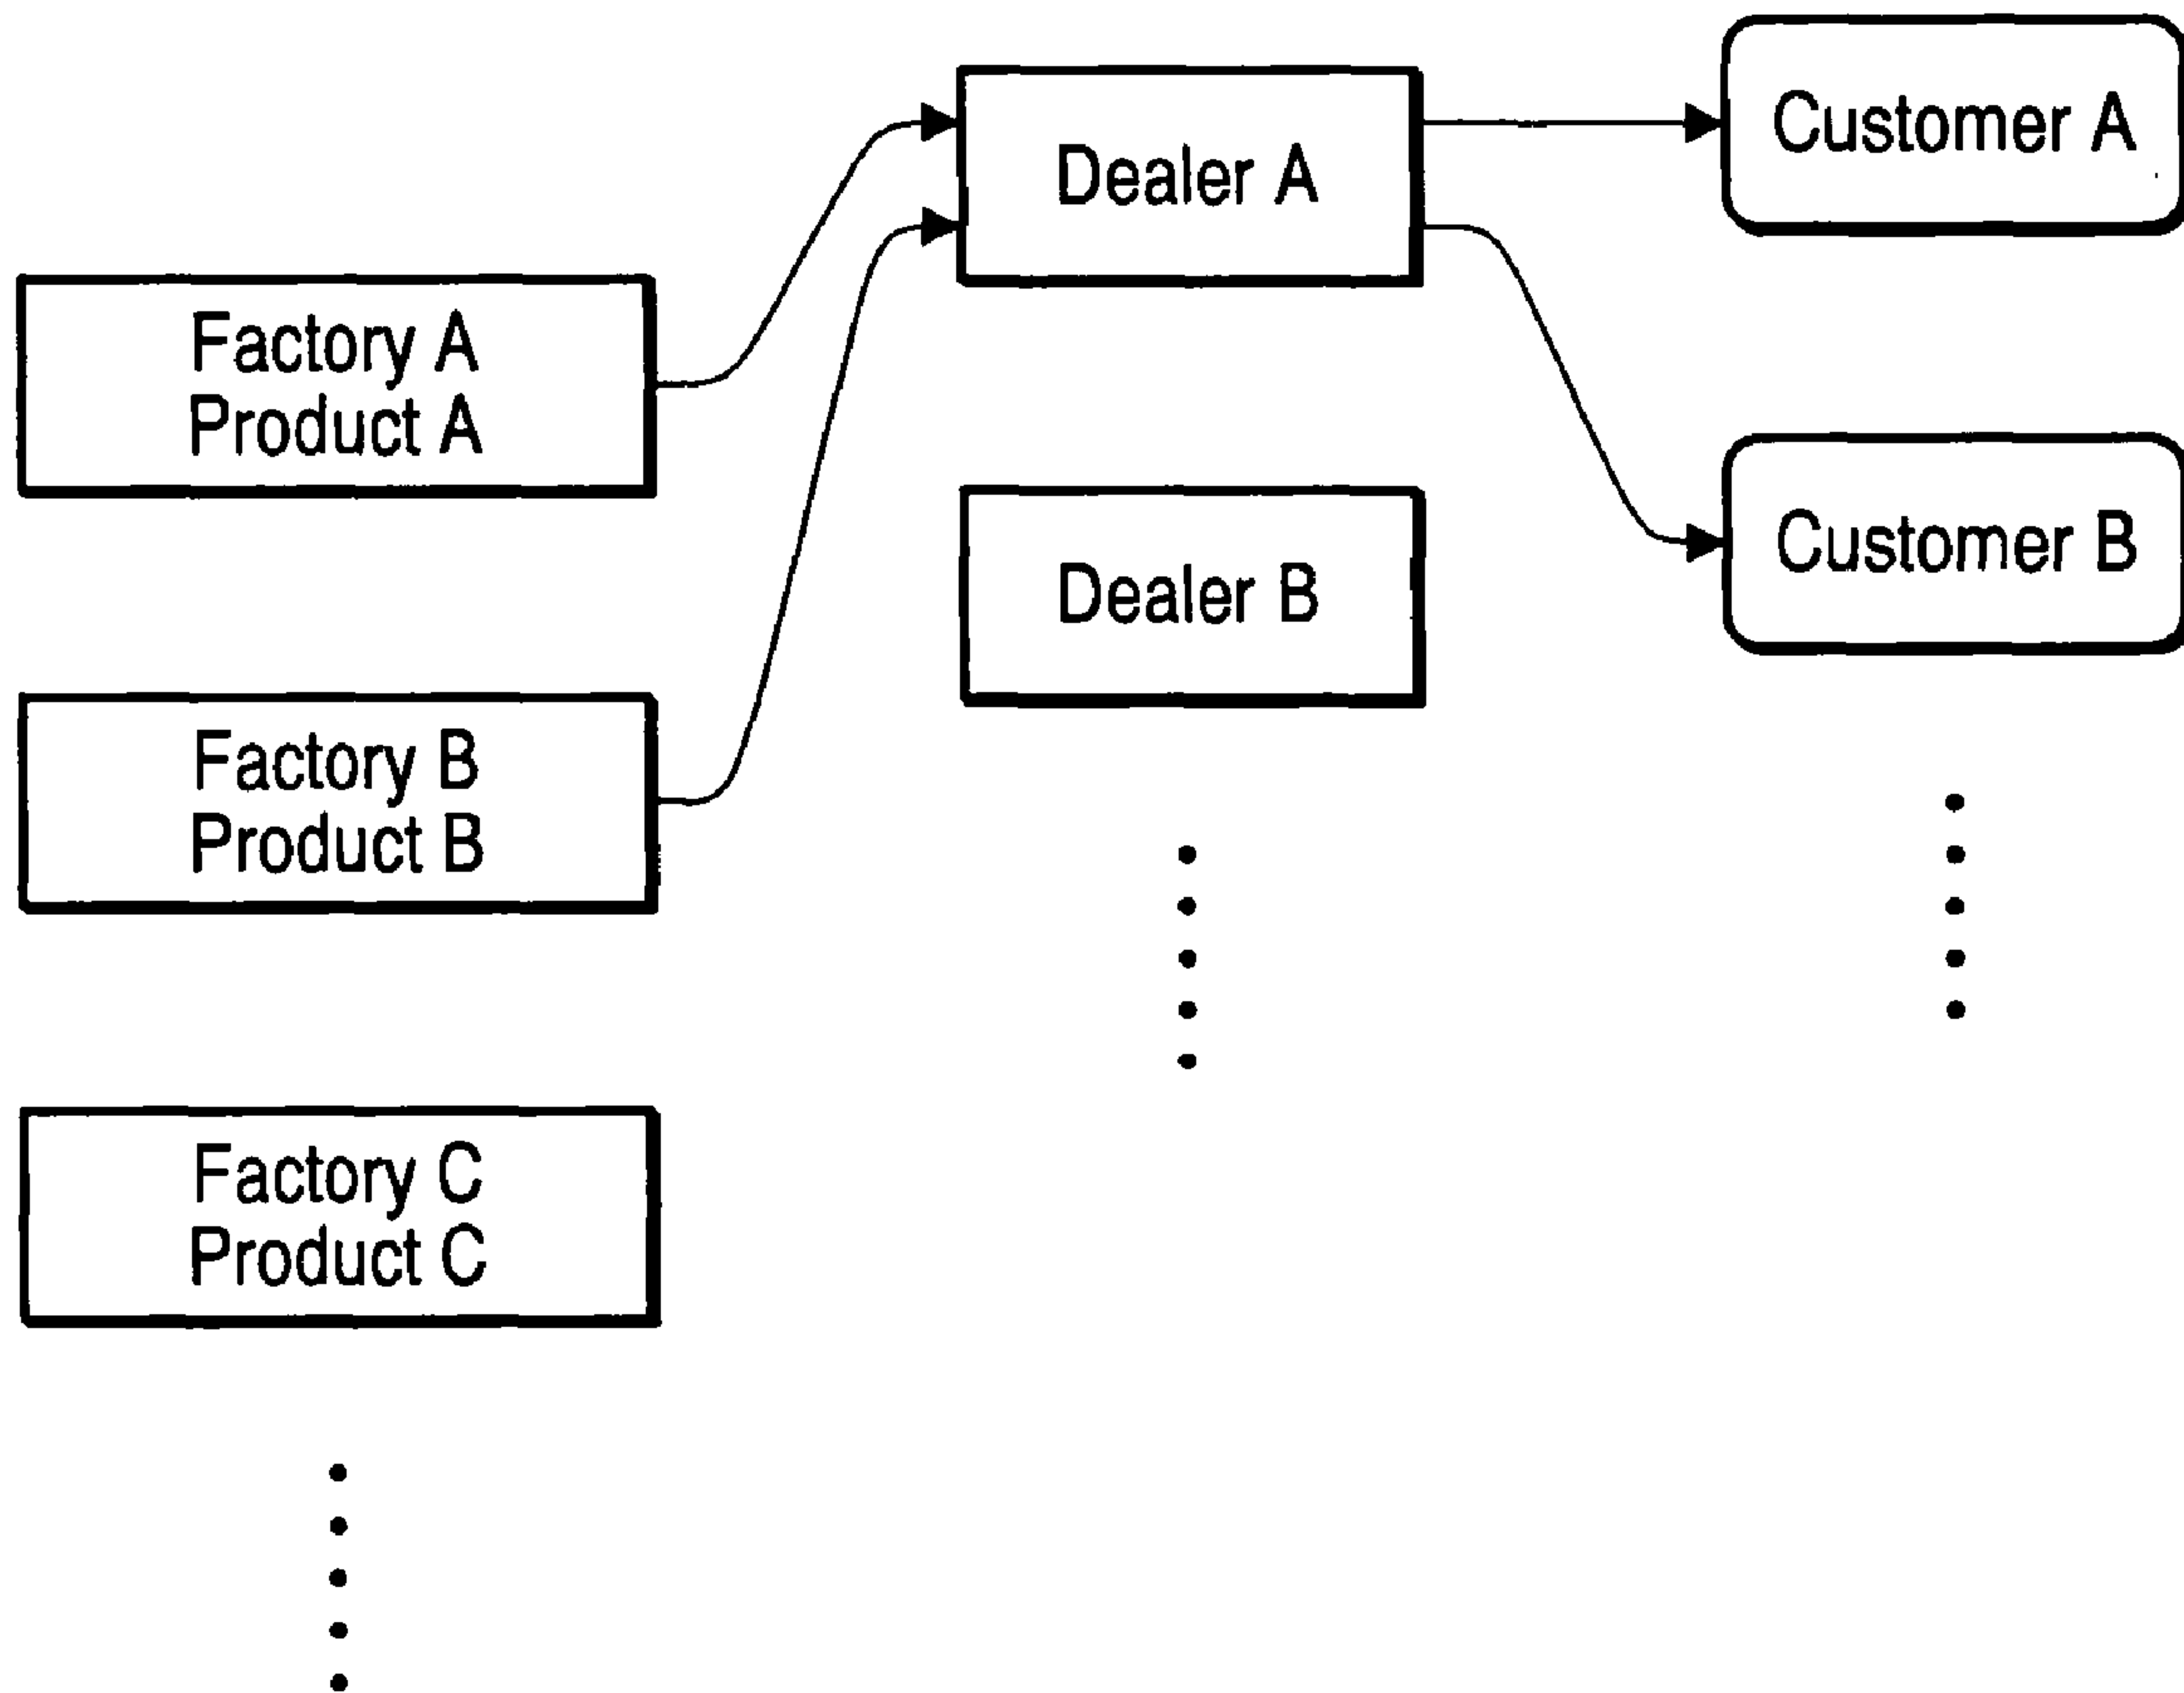 Factory A
Product A
Factory B
Product B
Factory C
Product C
Dealer A
Dealer B
Customer A
Customer B